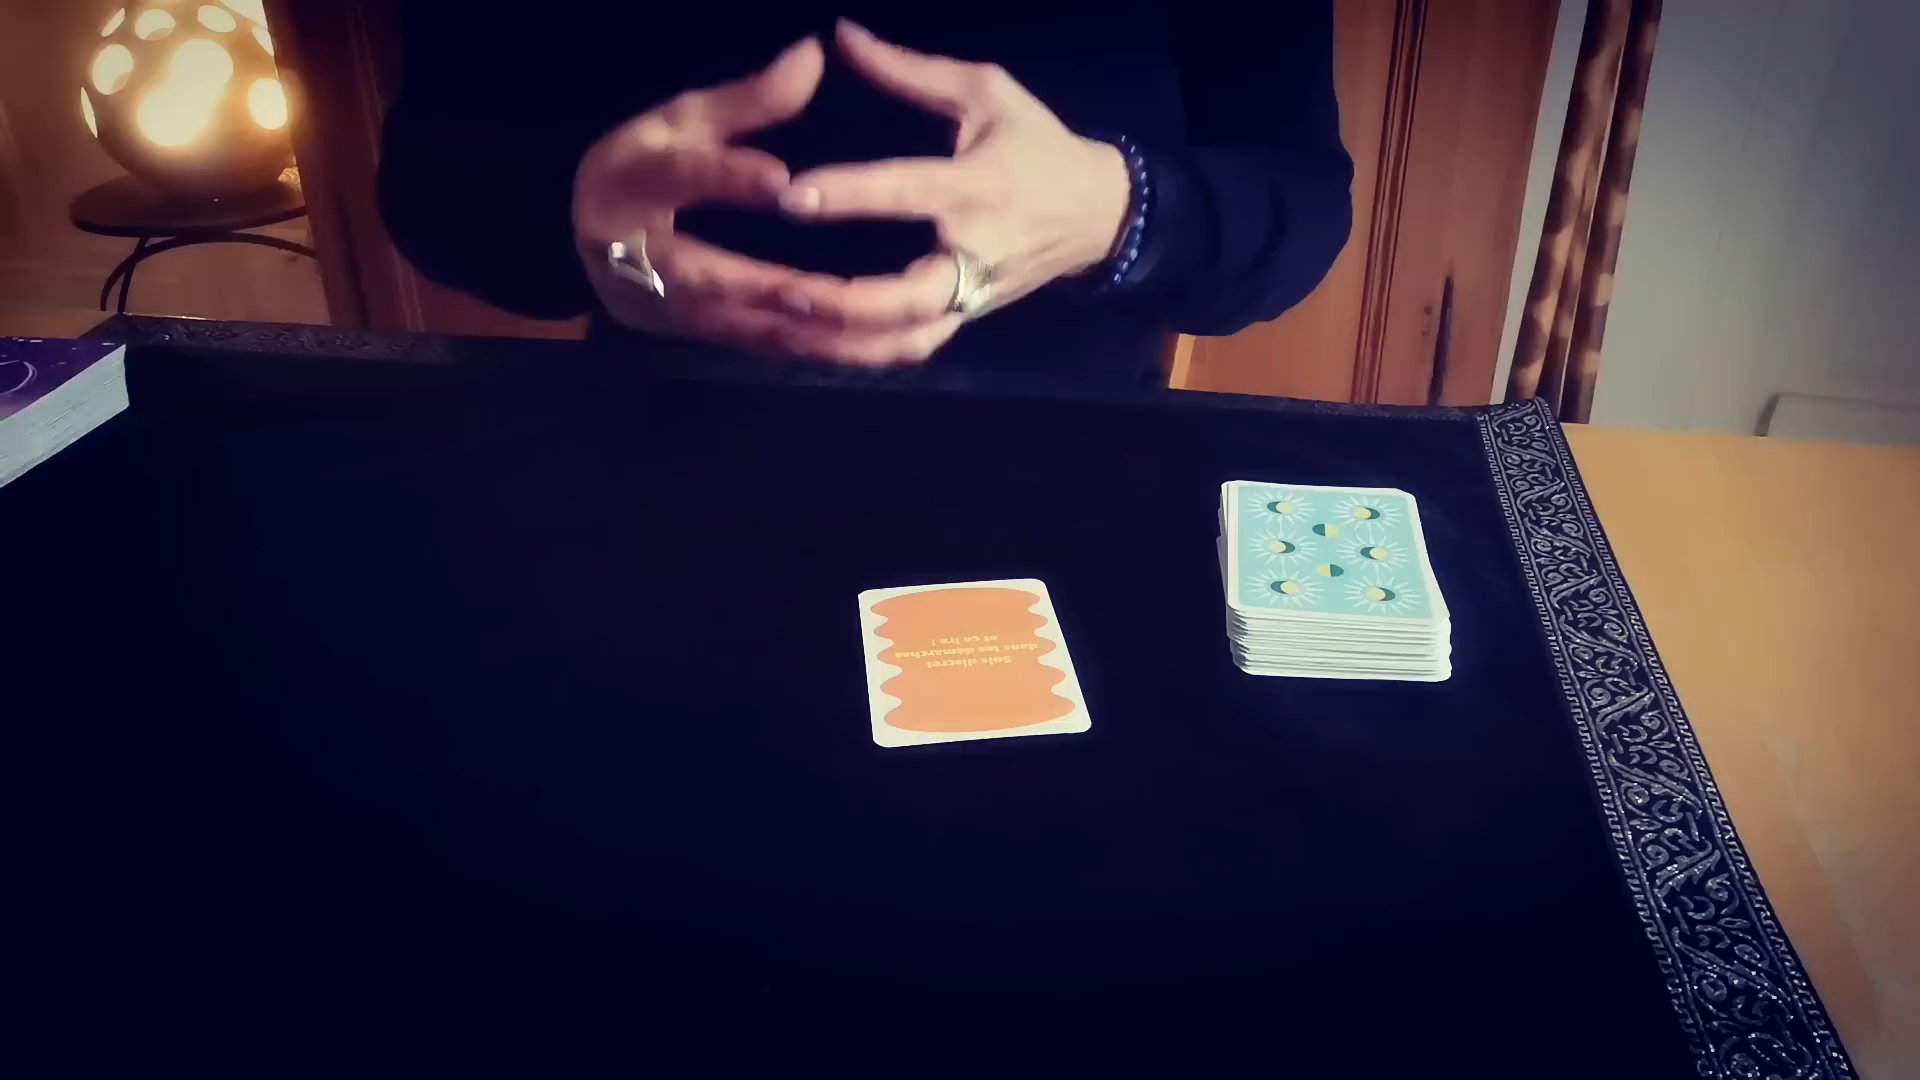 Sois discret
dans tes démarches
et ça ira !